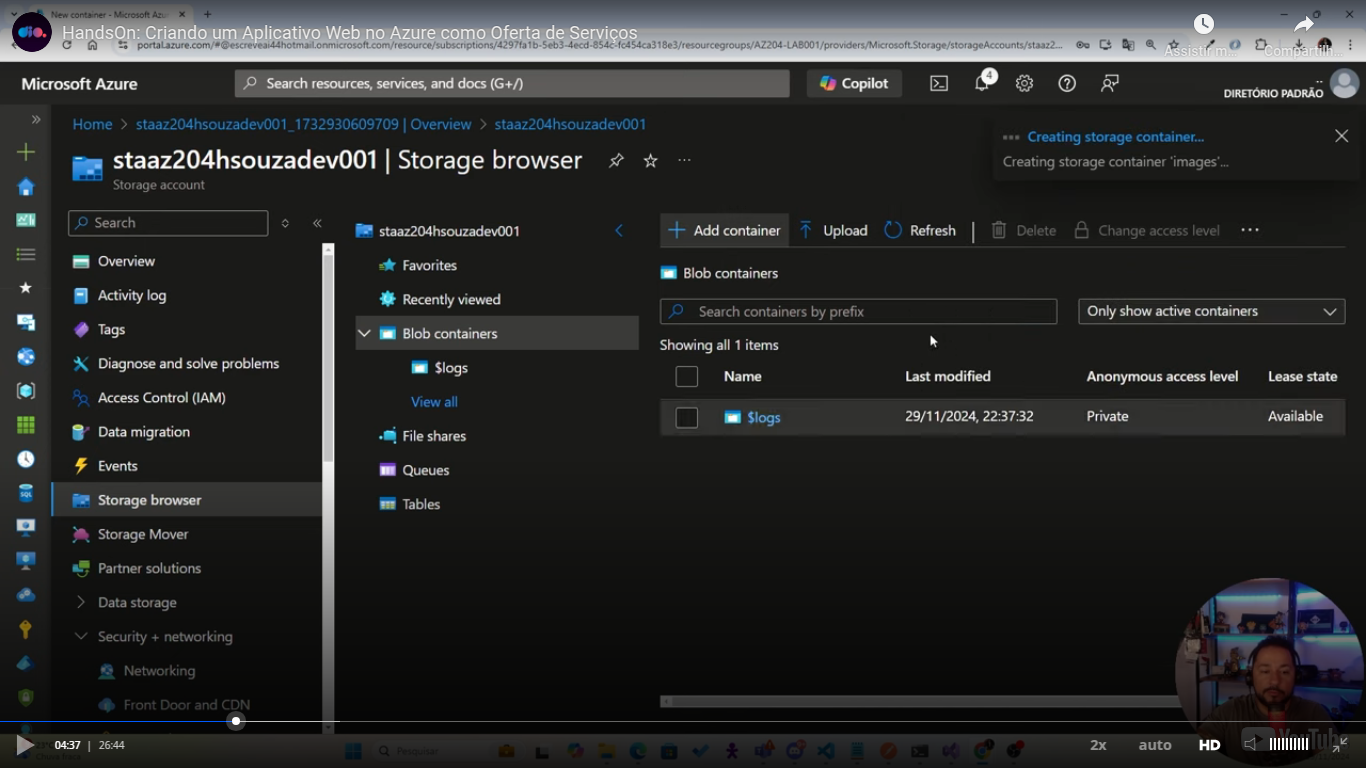 New container - Microsoft Az
dio.
HandsOn: Criando um Aplicativo Web no Azure como Oferta de Serviços
portal.azure.com/#@escreveai44hotmail.onmicrosoft.com/resource/subscriptions/4297fa1b-5eb3-4ecd-854c-fc454ca318e3/resourcegroups/AZ204-LAB001/providers/Microsoft.Storage/storageAccounts/staaz2...
Assistir m...
Compartilh...
Microsoft Azure
Search resources, services, and docs (G+/)
Copilot
4
DIRETÓRIO PADRÃO
Home > staaz204hsouzadev001_1732930609709 | Overview > staaz204hsouzadev001
staaz204hsouzadev001 | Storage browser
Storage account
Creating storage container...
Creating storage container 'images'...
Search
Overview
Activity log
Tags
Diagnose and solve problems
Access Control (IAM)
Data migration
Events
Storage browser
Storage Mover
Partner solutions
Data storage
Security + networking
Networking
Front Door and CDN
SQL
staaz204hsouzadev001
Favorites
Recently viewed
Blob containers
$logs
View all
File shares
Queues
Tables
Add container
Upload
Refresh
Delete
Change access level
Blob containers
Search containers by prefix
Only show active containers
Showing all 1 items
Name Last modified Anonymous access level Lease state
$logs 29/11/2024, 22:37:32 Private Available
Pesquisar
04:37 | 26:44
2x
auto
HD
YouTube